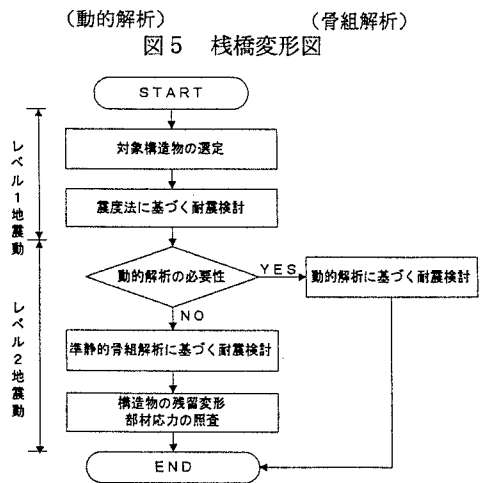 （動的解析）　（骨組解析）
図５　桟橋変形図
START
レベル１地震動
対象構造物の選定
震度法に基づく耐震検討
動的解析の必要性
YES
動的解析に基づく耐震検討
NO
レベル２地震動
準静的骨組解析に基づく耐震検討
構造物の残留変形
部材応力の照査
END